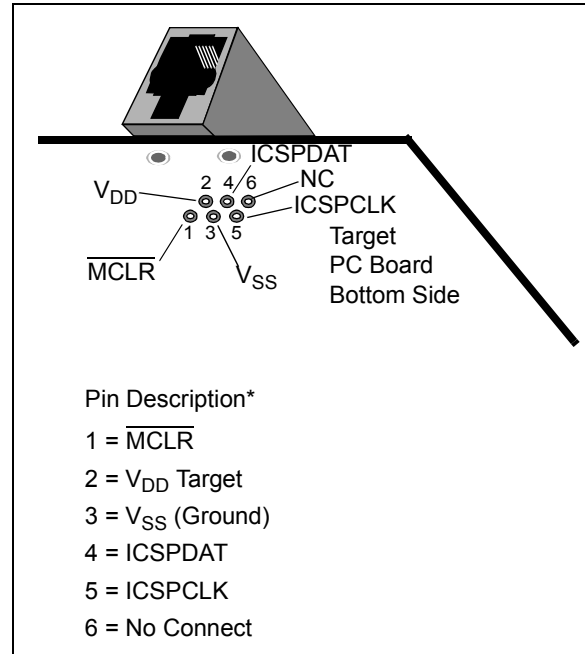 ICSPDAT
2 4 6 NC
VDD
ICSPCLK
1 3 5
Target
MCLR
VSS
PC Board
Bottom Side
Pin Description*
1 = MCLR
2 = VDD Target
3 = VSS (Ground)
4 = ICSPDAT
5 = ICSPCLK
6 = No Connect